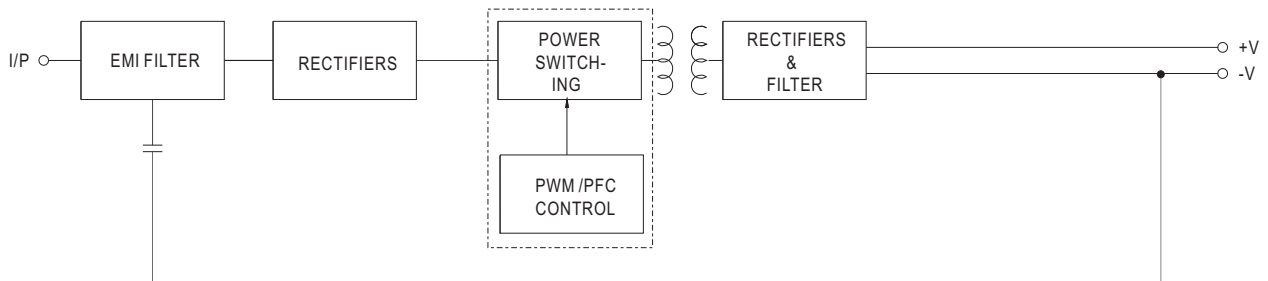 I/P
EMI FILTER
RECTIFIERS
POWER
SWITCH-
ING
RECTIFIERS
&
FILTER
+V
-V
PWM /PFC
CONTROL